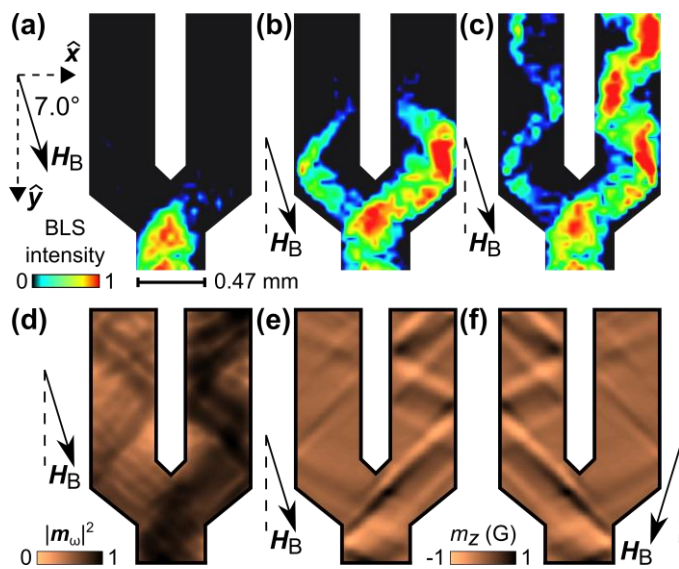 (a)
(b)
(c)
x̂
7.0°
H_B
ŷ
H_B
H_B
BLS
intensity
0 1
0.47 mm
(d)
(e)
(f)
H_B
H_B
H_B
|m_ω|²
0 1
m_z (G)
-1 1